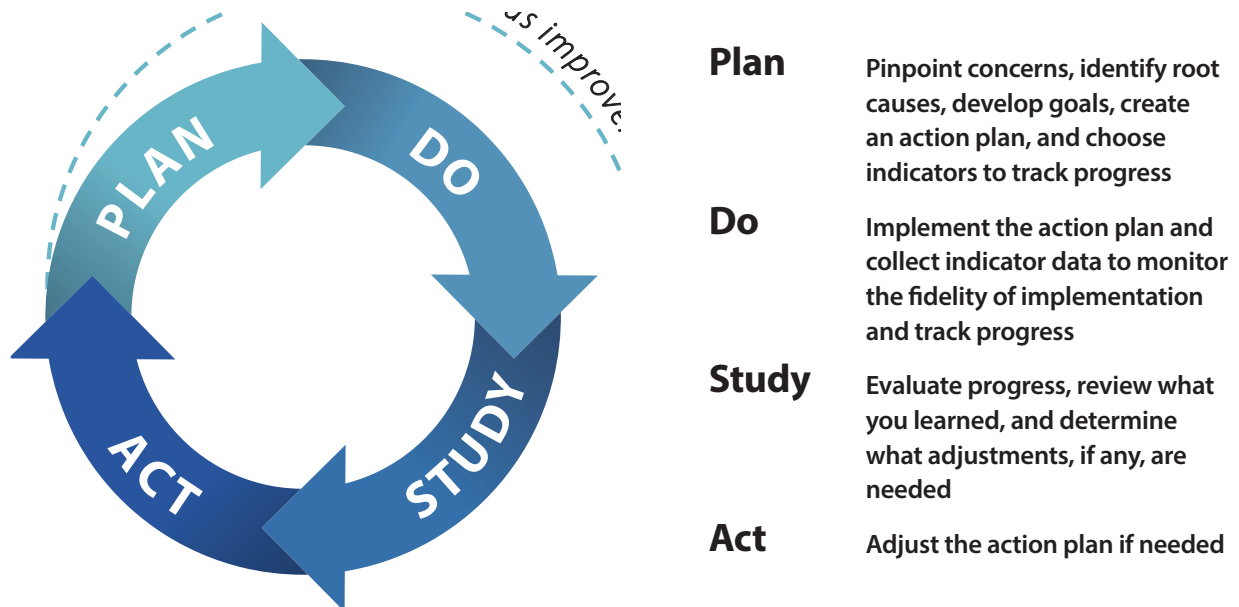 us improve
PLAN
DO
STUDY
ACT
Plan
Pinpoint concerns, identify root
causes, develop goals, create
an action plan, and choose
indicators to track progress
Do
Implement the action plan and
collect indicator data to monitor
the fidelity of implementation
and track progress
Study
Evaluate progress, review what
you learned, and determine
what adjustments, if any, are
needed
Act
Adjust the action plan if needed